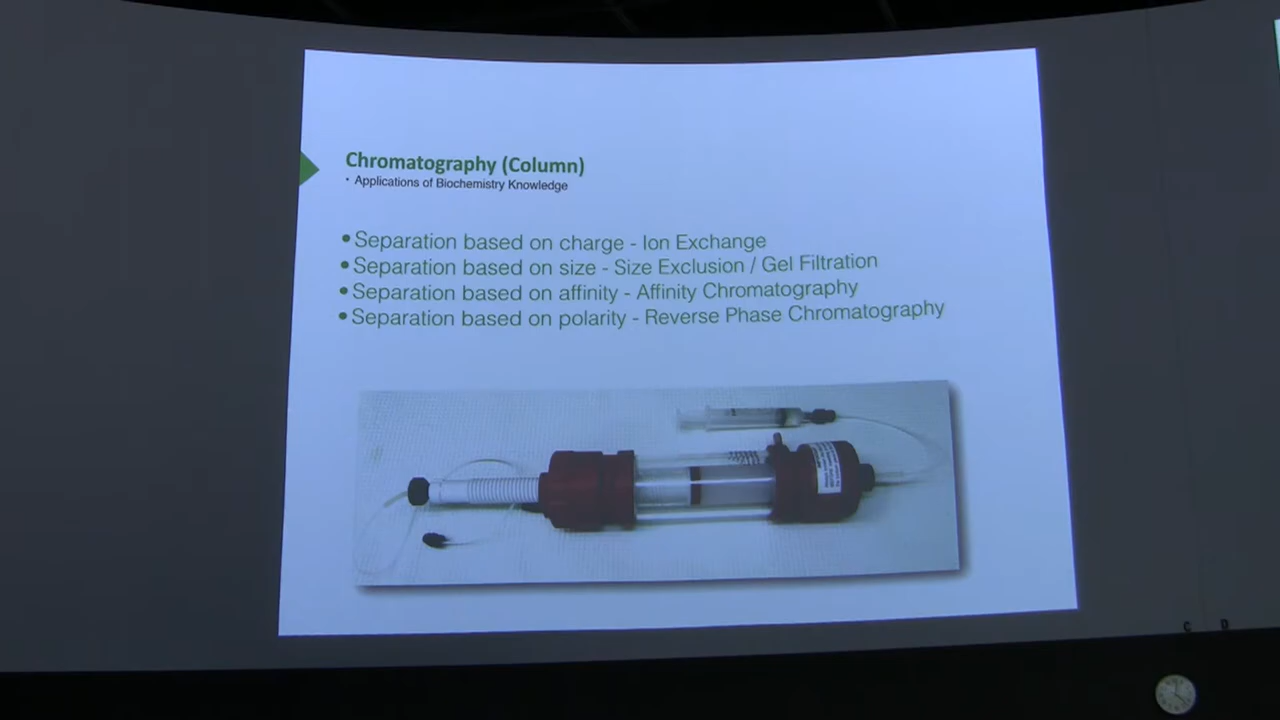 Chromatography (Column)
• Applications of Biochemistry Knowledge
• Separation based on charge - Ion Exchange
• Separation based on size - Size Exclusion / Gel Filtration
• Separation based on affinity - Affinity Chromatography
• Separation based on polarity - Reverse Phase Chromatography
C D